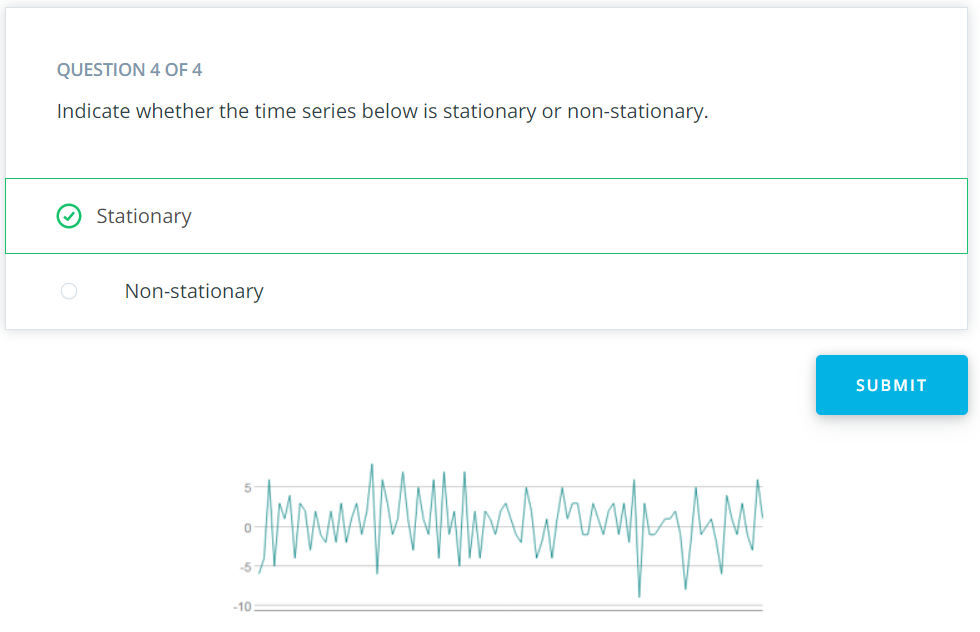 QUESTION 4 OF 4
Indicate whether the time series below is stationary or non-stationary.
Stationary
Non-stationary
SUBMIT
5
0
-5
-10